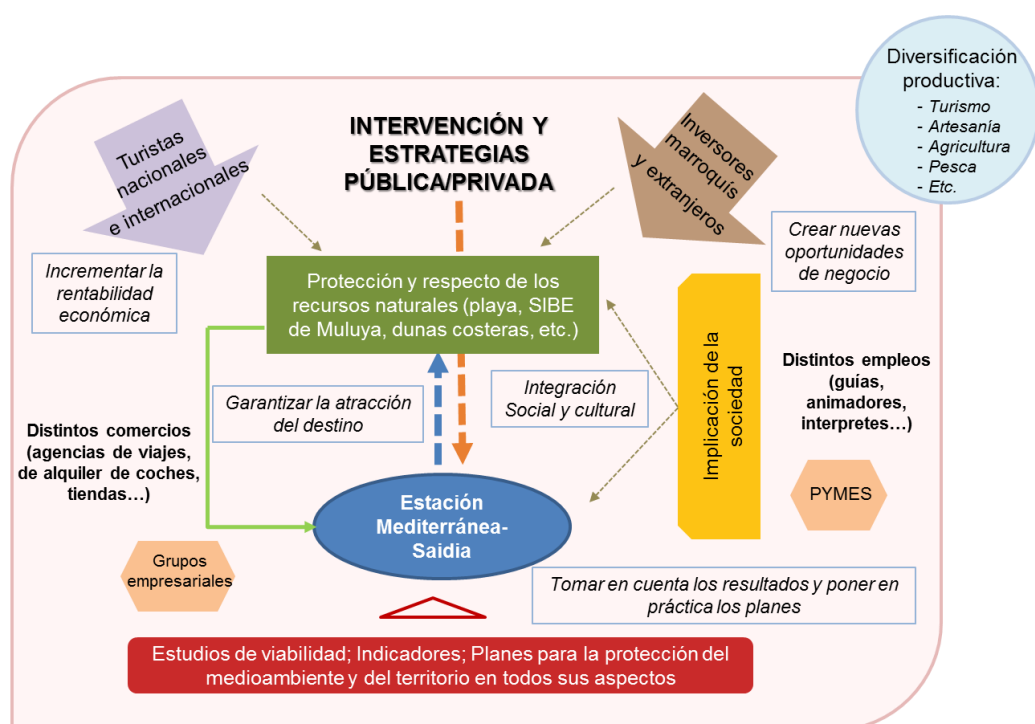 Diversificación
productiva:
- Turismo
- Artesanía
- Agricultura
- Pesca
- Etc.
INTERVENCIÓN Y
ESTRATEGIAS
PÚBLICA/PRIVADA
Turistas
nacionales
e internacionales
Inversores
marroquís
y extranjeros
Incrementar la
rentabilidad
económica
Crear nuevas
oportunidades
de negocio
Protección y respecto de los
recursos naturales (playa, SIBE
de Muluya, dunas costeras, etc.)
Garantizar la atracción
del destino
Integración
Social y cultural
Implicación de la
sociedad
Distintos empleos
(guías,
animadores,
interpretes…)
Distintos comercios
(agencias de viajes,
de alquiler de coches,
tiendas…)
PYMES
Estación
Mediterránea-
Saidia
Grupos
empresariales
Tomar en cuenta los resultados y poner en
práctica los planes
Estudios de viabilidad; Indicadores; Planes para la protección del
medioambiente y del territorio en todos sus aspectos